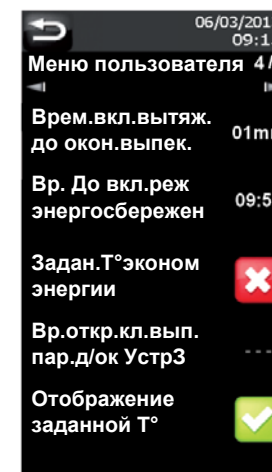 06/03/201
09:1
Меню пользователя 4/
Врем.вкл.вытяж.
до окон.выпек.
01m
Вр. До вкл.реж
энергосбережен
09:5
Задан.Т°эконом
энергии
Вр.откр.кл.вып.
пар.д/ок Устр3
---
Отображение
заданной Т°